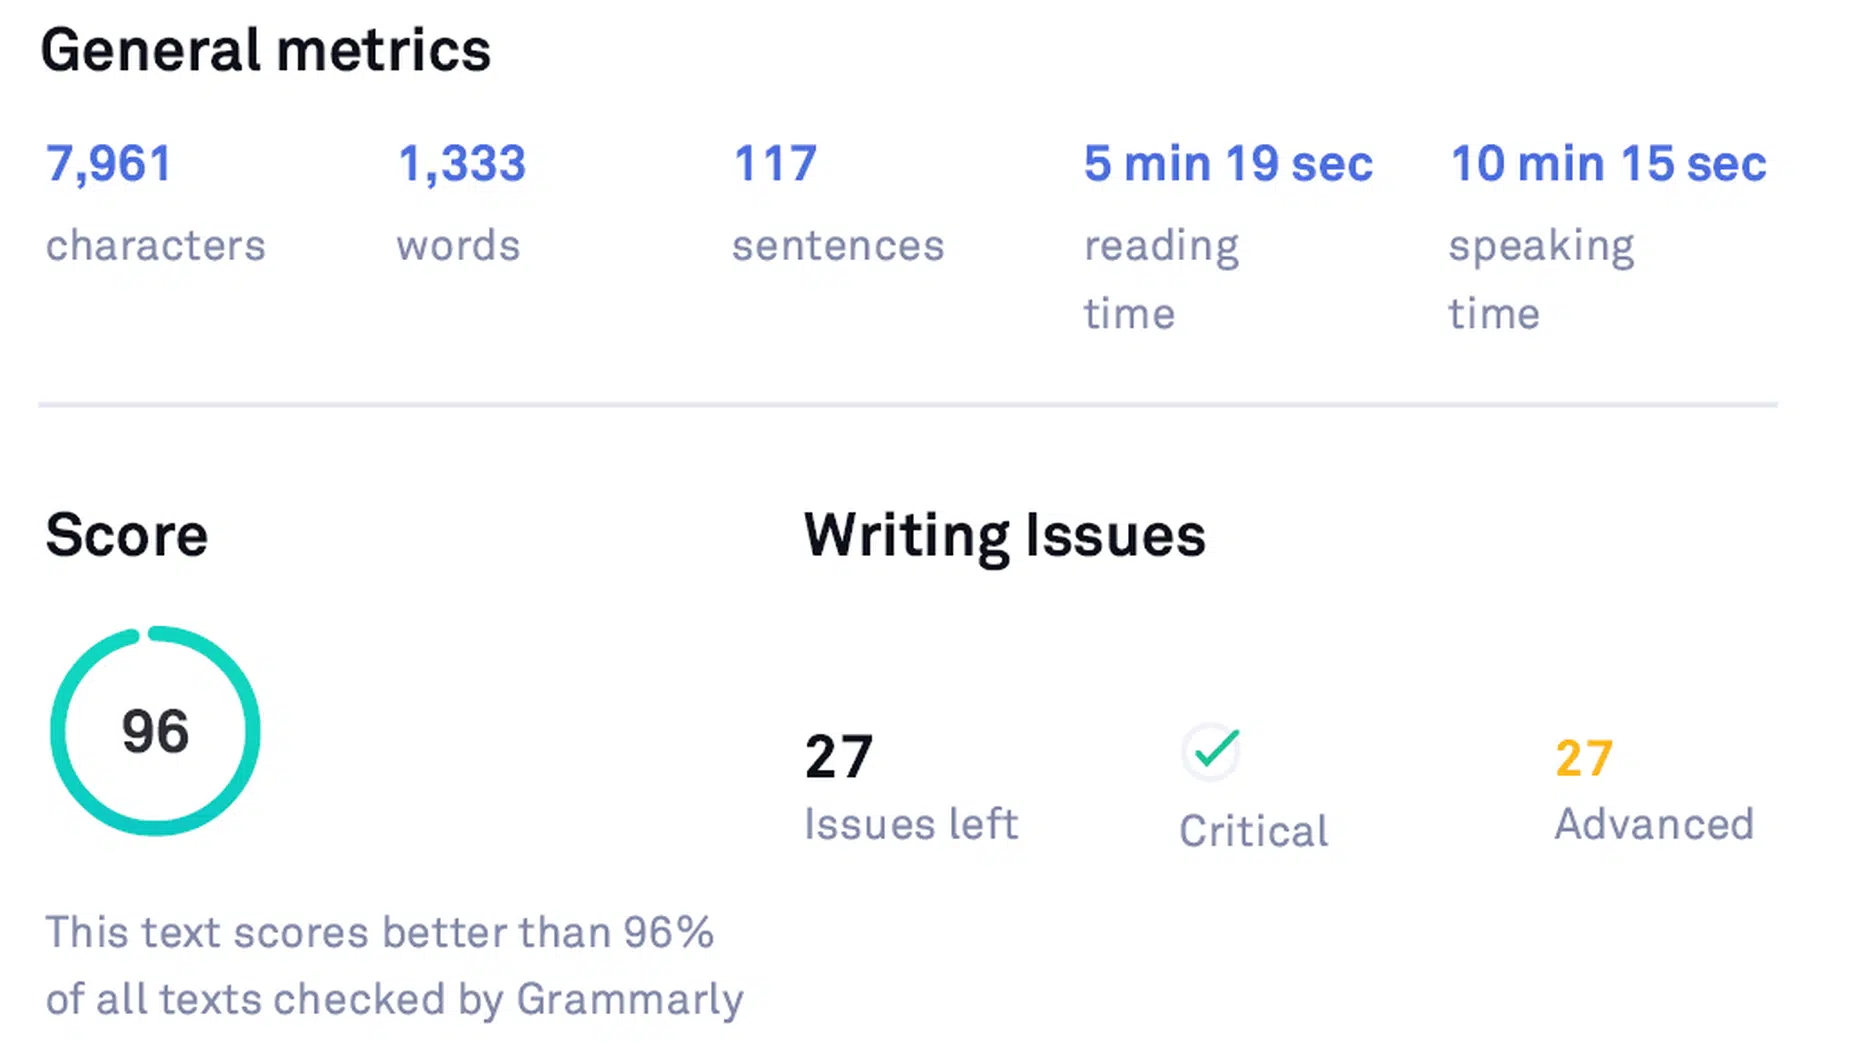 General metrics
7,961 1,333 117 5 min 19 sec 10 min 15 sec
characters words sentences reading time speaking time
Score Writing Issues
96
27 27
Issues left Critical Advanced
This text scores better than 96%
of all texts checked by Grammarly